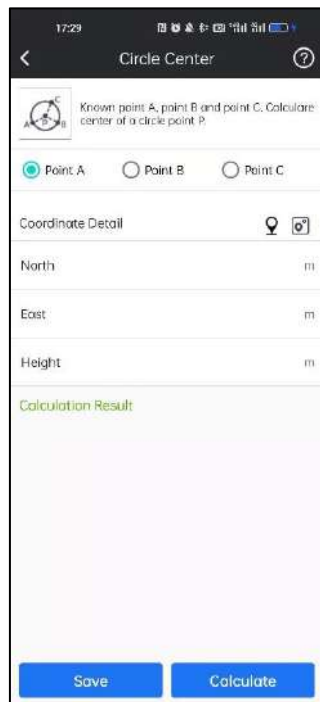 17:29
Circle Center
Known point A, point B and point C. Calculate
center of a circle point P.
Point A Point B Point C
Coordinate Detail
North m
East m
Height m
Calculation Result
Save Calculate